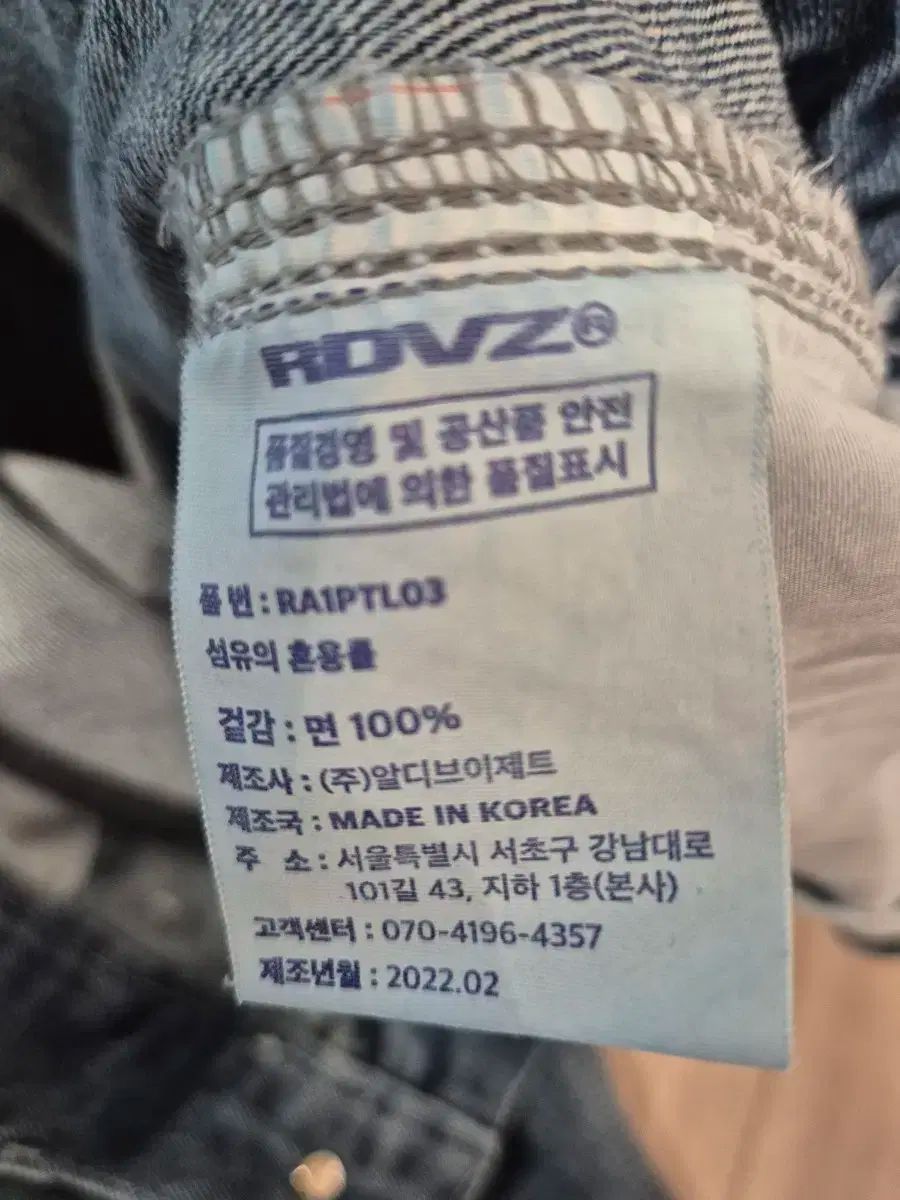 RDVZ®
품질경영 및 공산품 안전
관리법에 의한 품질표시
품번 : RA1PTL03
섬유의 혼용률
겉감 : 면 100%
제조사 : (주)알디브이제트
제조국 : MADE IN KOREA
주 소 : 서울특별시 서초구 강남대로
101길 43, 지하 1층(본사)
고객센터 : 070-4196-4357
제조년월 : 2022.02